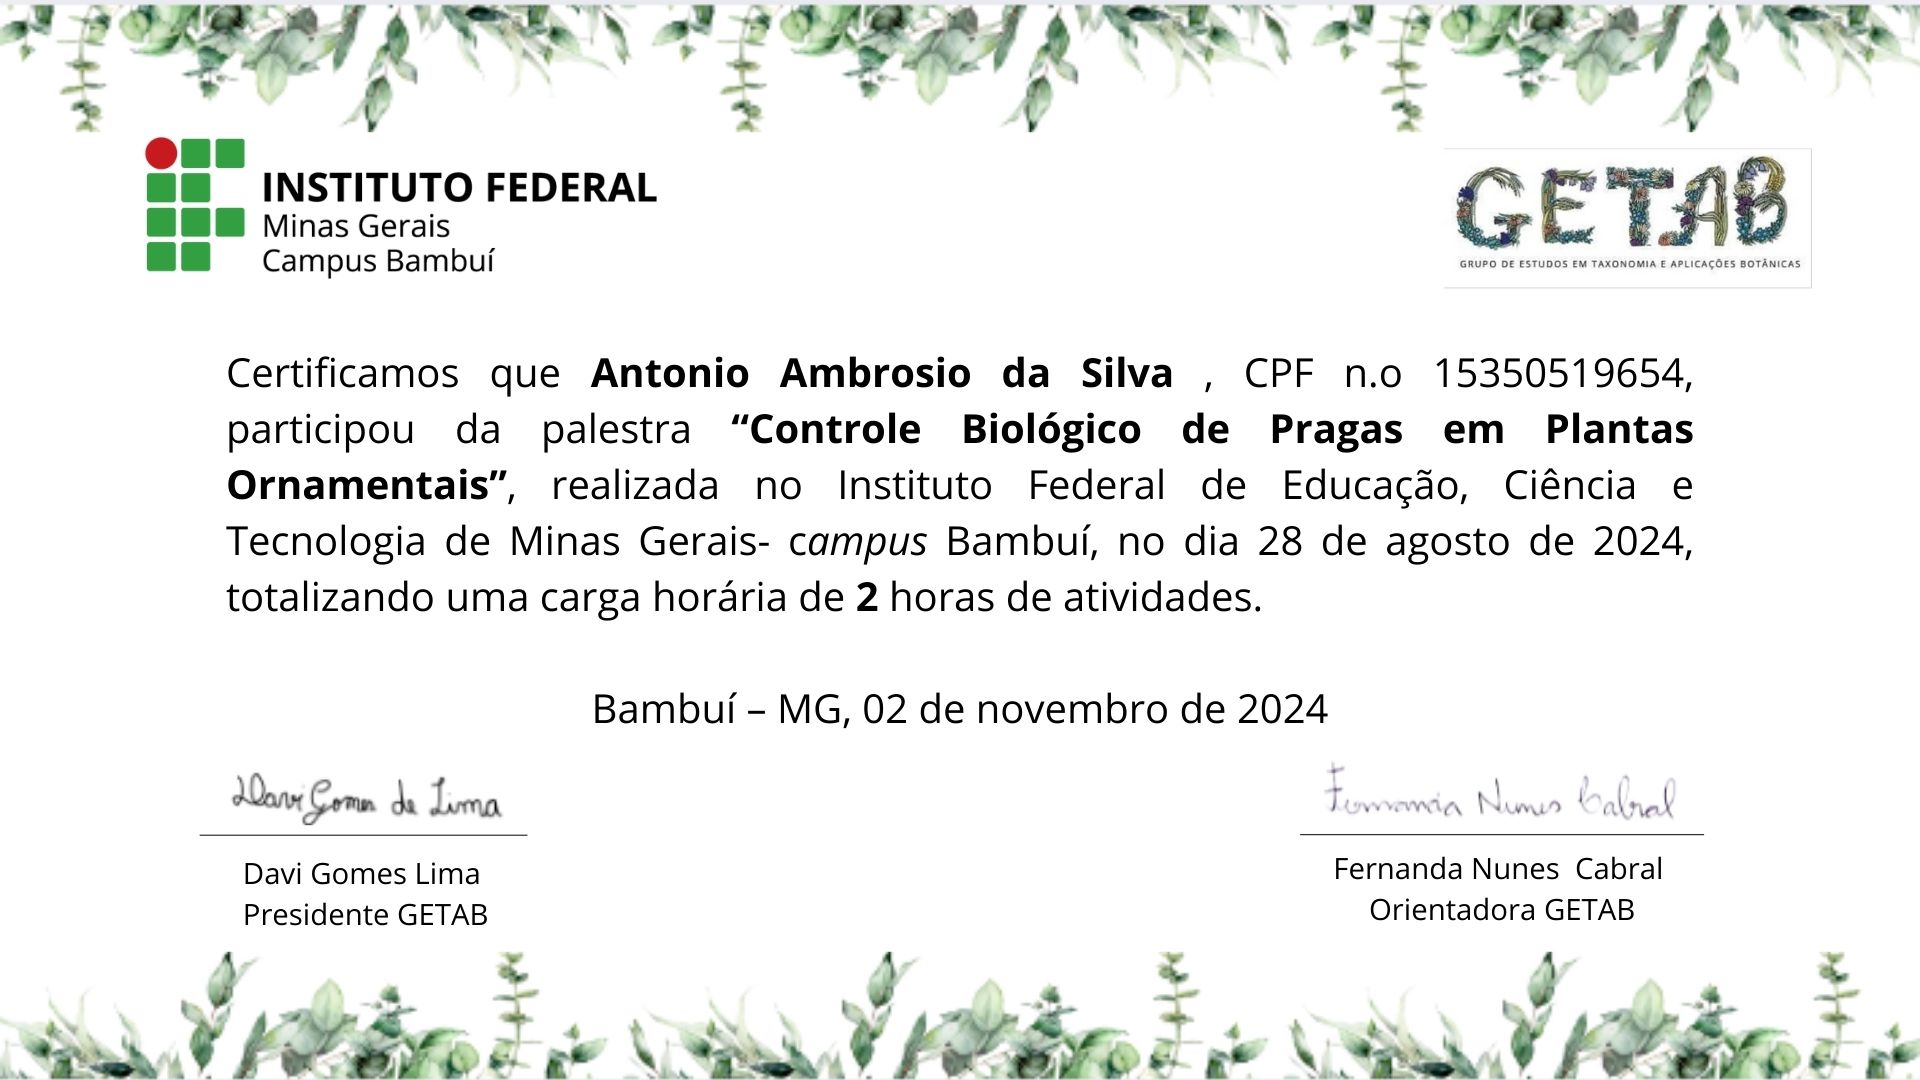 INSTITUTO FEDERAL
Minas Gerais
Campus Bambuí
GETAB
GRUPO DE ESTUDOS EM TAXONOMIA E APLICAÇÕES BOTÂNICAS
Certificamos que Antonio Ambrosio da Silva , CPF n.o 15350519654,
participou da palestra “Controle Biológico de Pragas em Plantas
Ornamentais”, realizada no Instituto Federal de Educação, Ciência e
Tecnologia de Minas Gerais- campus Bambuí, no dia 28 de agosto de 2024,
totalizando uma carga horária de 2 horas de atividades.
Bambuí – MG, 02 de novembro de 2024
Davi Gomes de Lima
Fernanda Nunes Cabral
Davi Gomes Lima
Presidente GETAB
Fernanda Nunes  Cabral
Orientadora GETAB